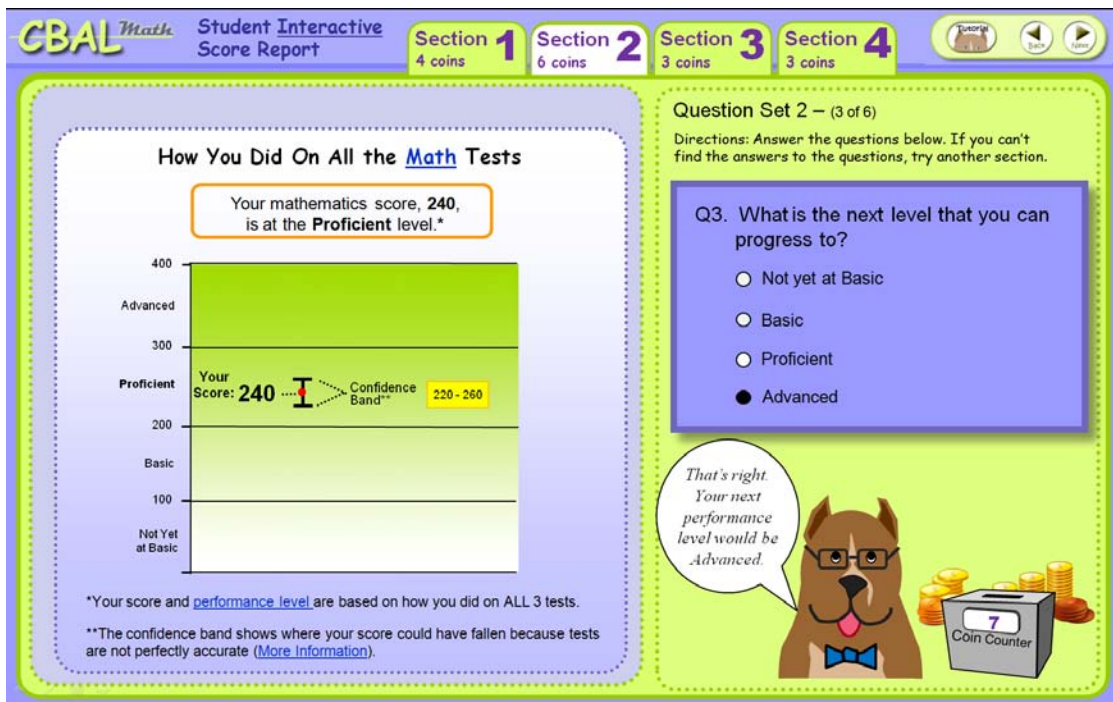 CBAL Math
Student Interactive
Score Report
Section 1
4 coins
Section 2
6 coins
Section 3
3 coins
Section 4
3 coins
Tutorial
Back
Next
How You Did On All the Math Tests
Your mathematics score, 240,
is at the Proficient level.*
400
Advanced
300
Proficient
Your
Score: 240
Confidence
Band**
220 - 260
200
Basic
100
Not Yet
at Basic
*Your score and performance level are based on how you did on ALL 3 tests.
**The confidence band shows where your score could have fallen because tests
are not perfectly accurate (More Information).
Question Set 2 – (3 of 6)
Directions: Answer the questions below. If you can't
find the answers to the questions, try another section.
Q3. What is the next level that you can
progress to?
Not yet at Basic
Basic
Proficient
Advanced
That's right.
Your next
performance
level would be
Advanced.
7
Coin Counter